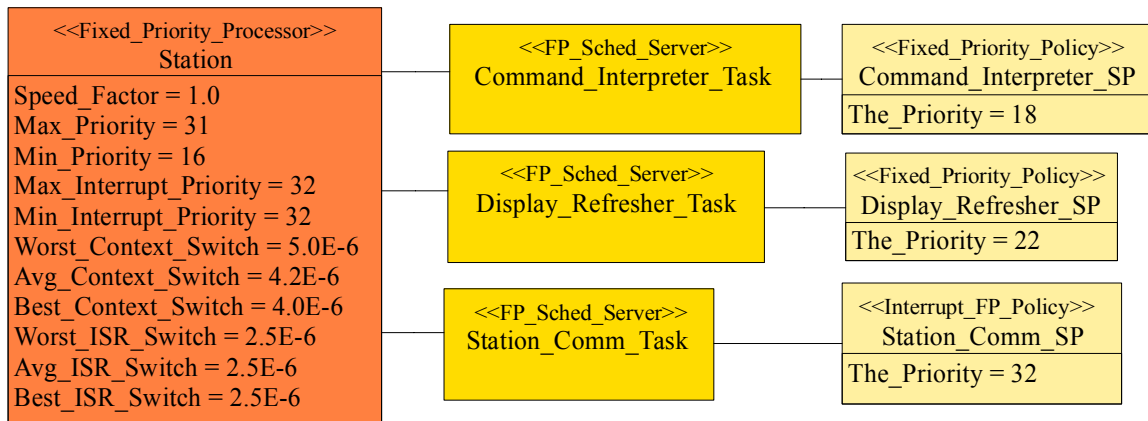 <<Fixed_Priority_Processor>>
Station
Speed_Factor = 1.0
Max_Priority = 31
Min_Priority = 16
Max_Interrupt_Priority = 32
Min_Interrupt_Priority = 32
Worst_Context_Switch = 5.0E-6
Avg_Context_Switch = 4.2E-6
Best_Context_Switch = 4.0E-6
Worst_ISR_Switch = 2.5E-6
Avg_ISR_Switch = 2.5E-6
Best_ISR_Switch = 2.5E-6
<<FP_Sched_Server>>
Command_Interpreter_Task
<<Fixed_Priority_Policy>>
Command_Interpreter_SP
The_Priority = 18
<<FP_Sched_Server>>
Display_Refresher_Task
<<Fixed_Priority_Policy>>
Display_Refresher_SP
The_Priority = 22
<<FP_Sched_Server>>
Station_Comm_Task
<<Interrupt_FP_Policy>>
Station_Comm_SP
The_Priority = 32